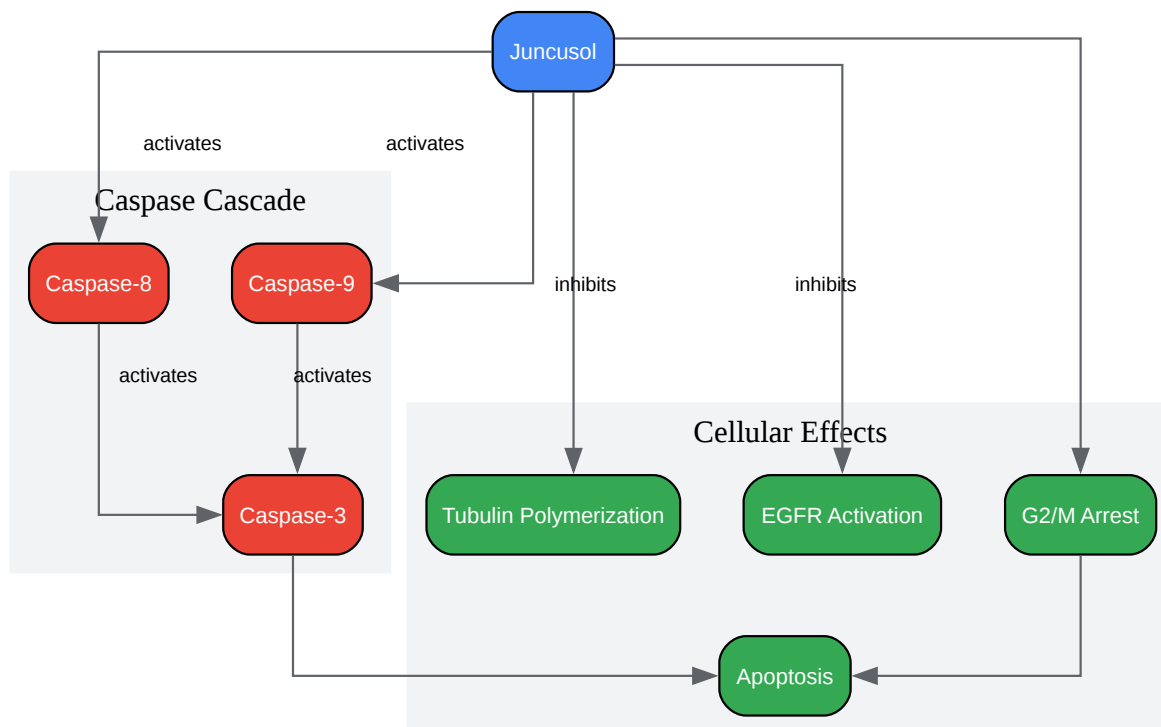 Juncusol
activates
activates
Caspase Cascade
Caspase-8
Caspase-9
inhibits
inhibits
activates
activates
Cellular Effects
Caspase-3
Tubulin Polymerization
EGFR Activation
G2/M Arrest
Apoptosis